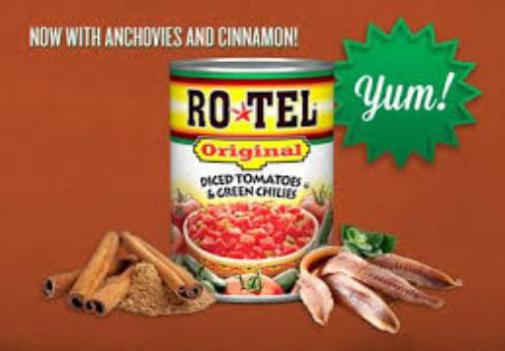 NOW WITH ANCHOVIES AND CINNAMON!
Yum!
RO★TEL
Original
DICED TOMATOES
& GREEN CHILIES